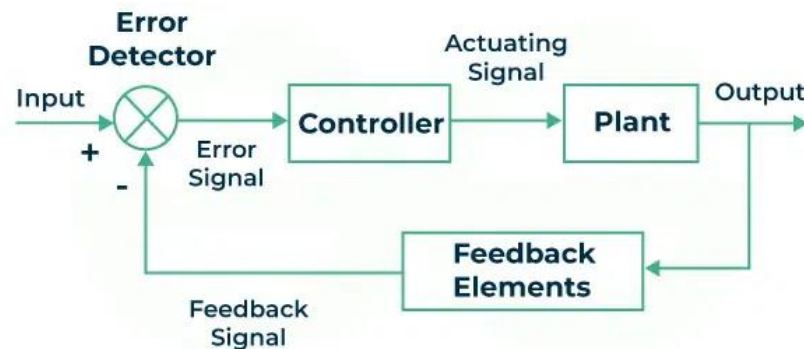 Error
Detector
Input
+
-
Error
Signal
Controller
Actuating
Signal
Plant
Output
Feedback
Elements
Feedback
Signal